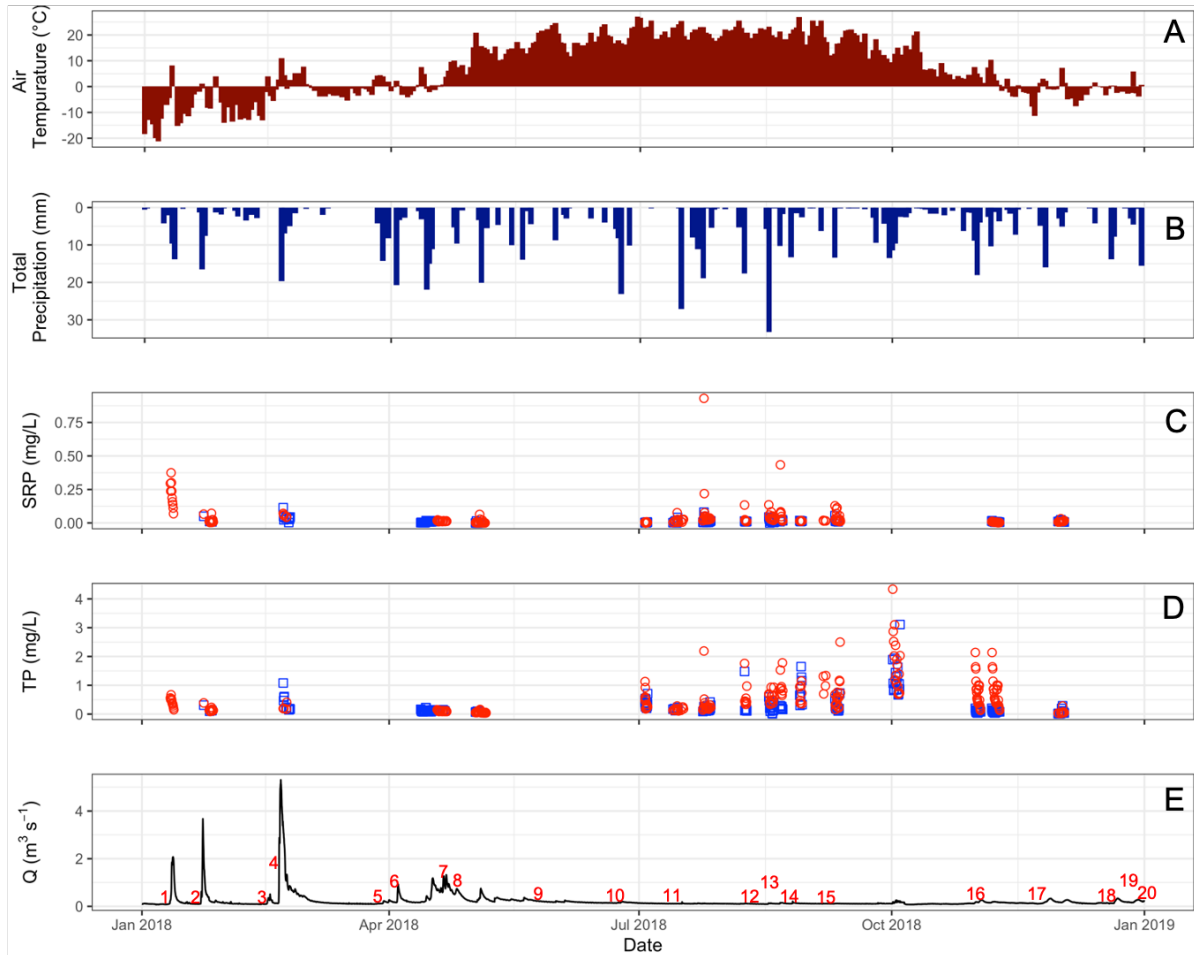 A
Air
Tempurature (°C)
20
10
0
-10
-20
B
Total
Precipitation (mm)
0
10
20
30
C
SRP (mg/L)
0.75
0.50
0.25
0.00
D
TP (mg/L)
4
3
2
1
0
E
Q (m³ s⁻¹)
4
2
0
1 2 3 4 5 6 7 8 9 10 11 12 13 14 15 16 17 18 19 20
Jan 2018 Apr 2018 Jul 2018 Oct 2018 Jan 2019
Date